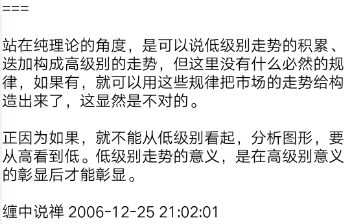 ===
站在纯理论的角度，是可以说低级别走势的积累、
迭加构成高级别的走势，但这里没有什么必然的规
律，如果有，就可以用这些规律把市场的走势给构
造出来了，这显然是不对的。
正因为如果，就不能从低级别看起，分析图形，要
从高看到低。低级别走势的意义，是在高级别意义
的彰显后才能彰显。
缠中说禅 2006-12-25 21:02:01